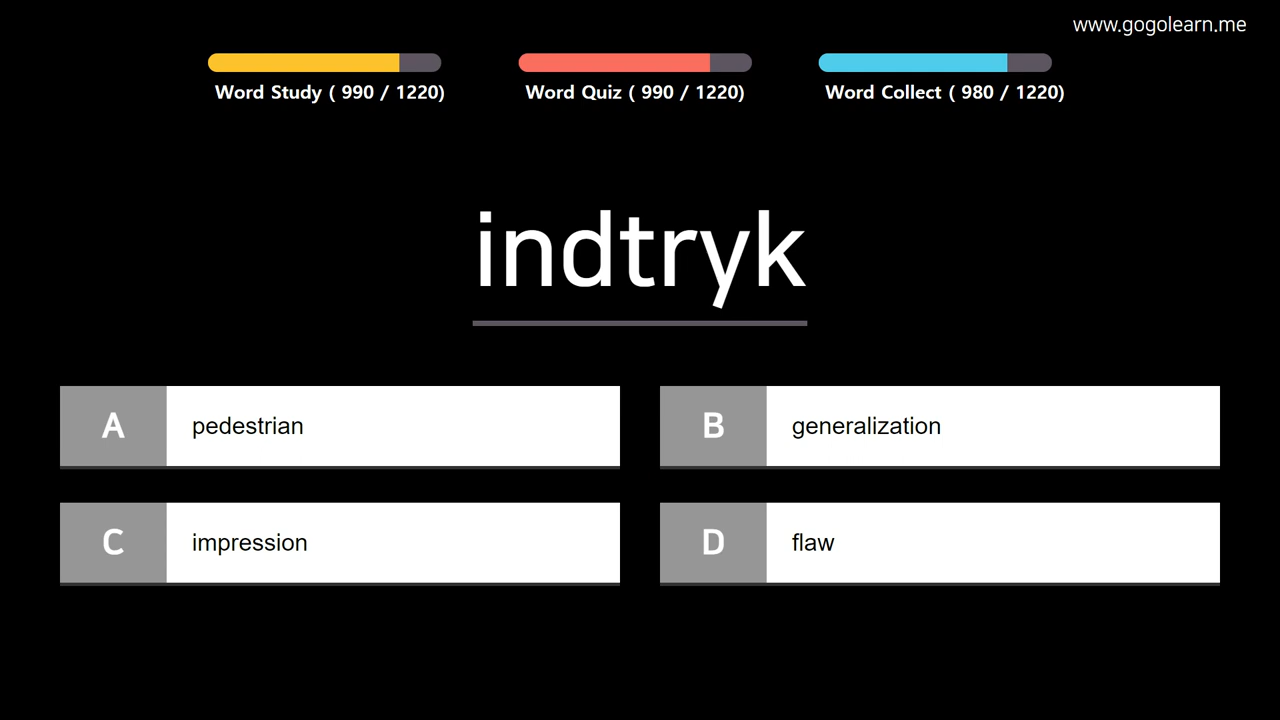 www.gogolearn.me
Word Study ( 990 / 1220) Word Quiz ( 990 / 1220) Word Collect ( 980 / 1220)
indtryk
A pedestrian B generalization
C impression D flaw